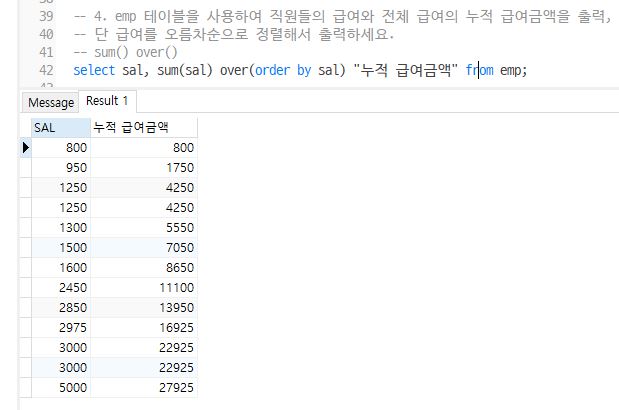 39 -- 4. emp 테이블을 사용하여 직원들의 급여와 전체 급여의 누적 급여금액을 출력,
40 -- 단 급여를 오름차순으로 정렬해서 출력하세요.
41 -- sum() over()
42 select sal, sum(sal) over(order by sal) "누적 급여금액" from emp;
Message Result 1
SAL 누적 급여금액
800 800
950 1750
1250 4250
1250 4250
1300 5550
1500 7050
1600 8650
2450 11100
2850 13950
2975 16925
3000 22925
3000 22925
5000 27925